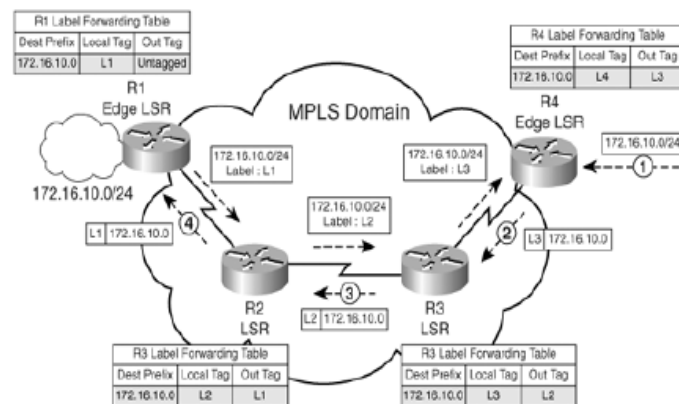 R1 Label Forwarding Table
Dest Prefix Local Tag Out Tag
172.16.10.0 L1 Untagged
R4 Label Forwarding Table
Dest Prefix Local Tag Out Tag
172.16.10.0 L4 L3
R1
Edge LSR
R4
Edge LSR
MPLS Domain
172.16.10.0/24
1
172.16.10.0/24
Label : L1
172.16.10.0/24
Label : L3
172.16.10.0/24
172.16.10.0/24
Label : L2
4
L1 172.16.10.0
2
L3 172.16.10.0
R2
LSR
3
L2 172.16.10.0
R3
LSR
R3 Label Forwarding Table
Dest Prefix Local Tag Out Tag
172.16.10.0 L2 L1
R3 Label Forwarding Table
Dest Prefix Local Tag Out Tag
172.16.10.0 L3 L2